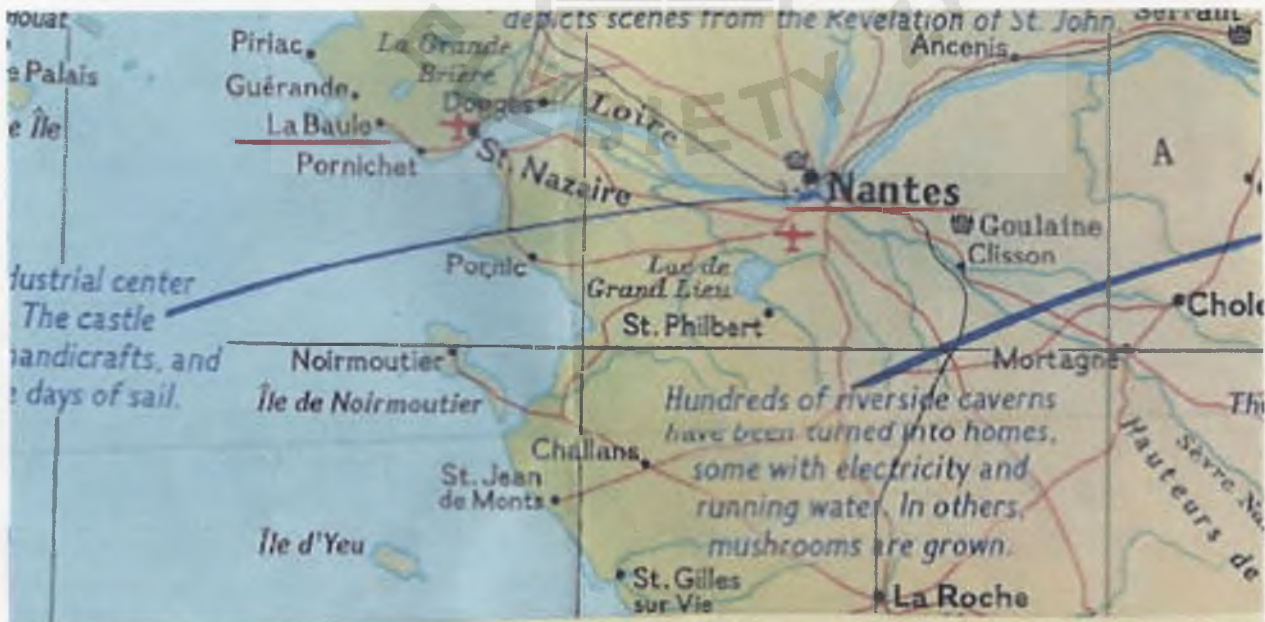 depicts scenes from the Revelation of St. John.
Serrant
Ancenis
Piriac
La Grande
Brière
Palais
Guérande
Donges
Loire
Île
La Baule
St. Nazaire
Pornichet
A
Nantes
Goulaine
Clisson
Pornic
Lac de
Grand Lieu
St. Philbert
dustrial center
The castle
handicrafts, and
days of sail.
Chole
Noirmoutier
Mortagne
Île de Noirmoutier
Hundreds of riverside caverns
have been turned into homes,
some with electricity and
running water. In others,
mushrooms are grown.
The
Challans
St. Jean
de Monts
Sèvre Na
Hauteurs de
Île d'Yeu
St. Gilles
sur Vie
La Roche
IETY